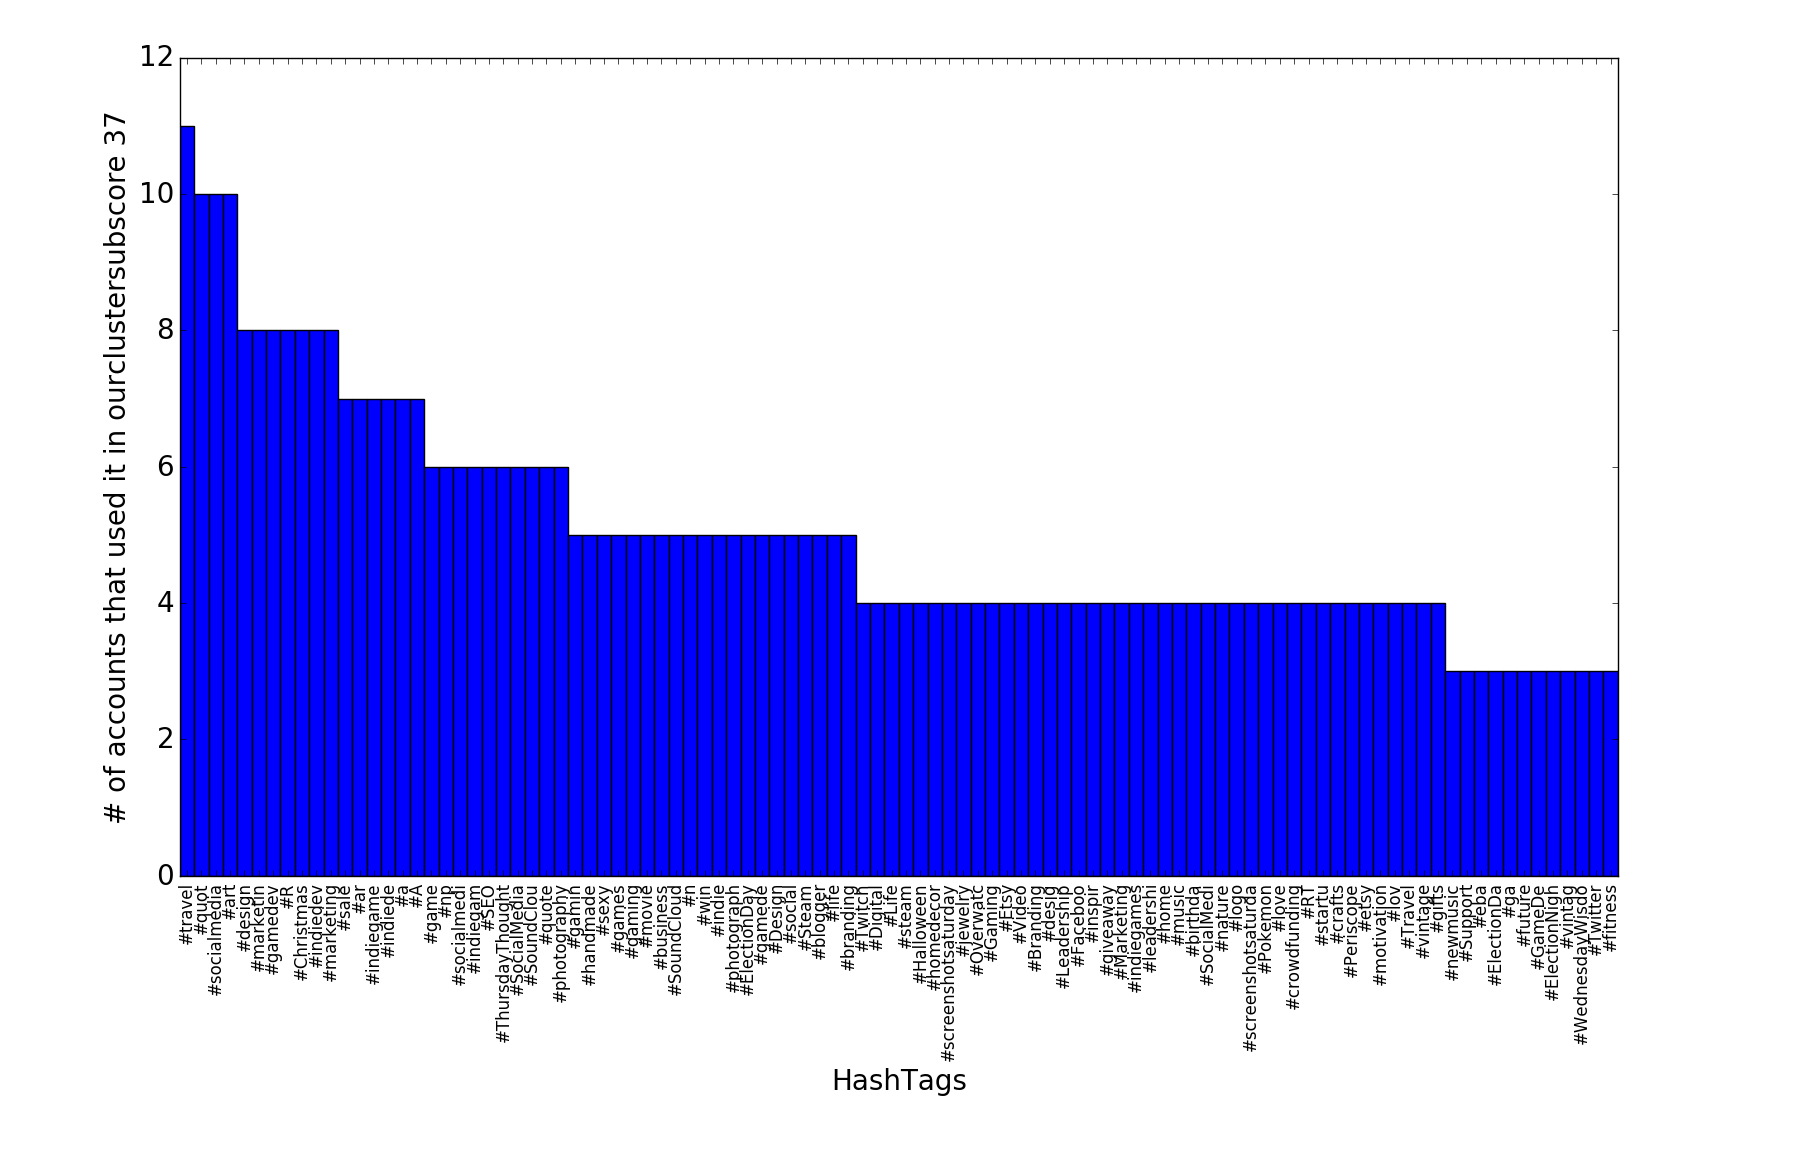 # of accounts that used it in ourclustersubscore 37
12
10
8
6
4
2
0
#travel
#quot
#socialmedia
#art
#design
#marketin
#gamedev
#R
#Christmas
#indiedev
#marketing
#sale
#ar
#indiegame
#indiede
#a
#A
#game
#np
#socialmedi
#indiegam
#SEO
#ThursdayThought
#SocialMedia
#SoundClou
#quote
#photography
#gamin
#handmade
#sexy
#games
#gaming
#movie
#business
#SoundCloud
#n
#win
#indie
#photograph
#ElectionDay
#gamede
#Design
#social
#Steam
#blogger
#life
#branding
#Twitch
#Digital
#Life
#steam
#Halloween
#homedecor
#screenshotsaturday
#jewelry
#Overwatc
#Gaming
#Etsy
#Video
#Branding
#desig
#Leadership
#Faceboo
#inspir
#giveaway
#Marketing
#indiegames
#leadershi
#home
#music
#birthda
#SocialMedi
#nature
#logo
#screenshotsaturda
#Pokemon
#love
#crowdfunding
#RT
#startu
#crafts
#Periscope
#etsy
#motivation
#lov
#Travel
#vintage
#gifts
#newmusic
#Support
#eba
#ElectionDa
#ga
#future
#GameDe
#ElectionNigh
#vintag
#WednesdayWisdo
#Twitter
#fitness
HashTags